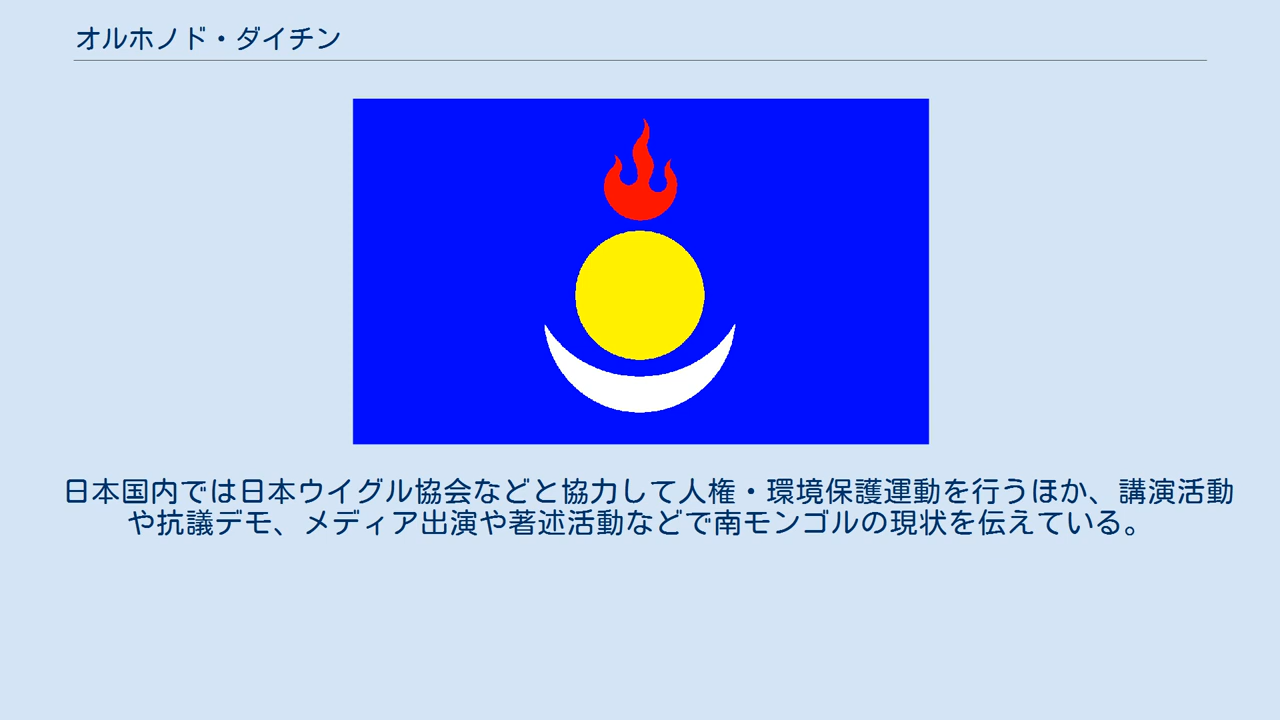 オルホノド・ダイチン
日本国内では日本ウイグル協会などと協力して人権・環境保護運動を行うほか、講演活動
や抗議デモ、メディア出演や著述活動などで南モンゴルの現状を伝えている。